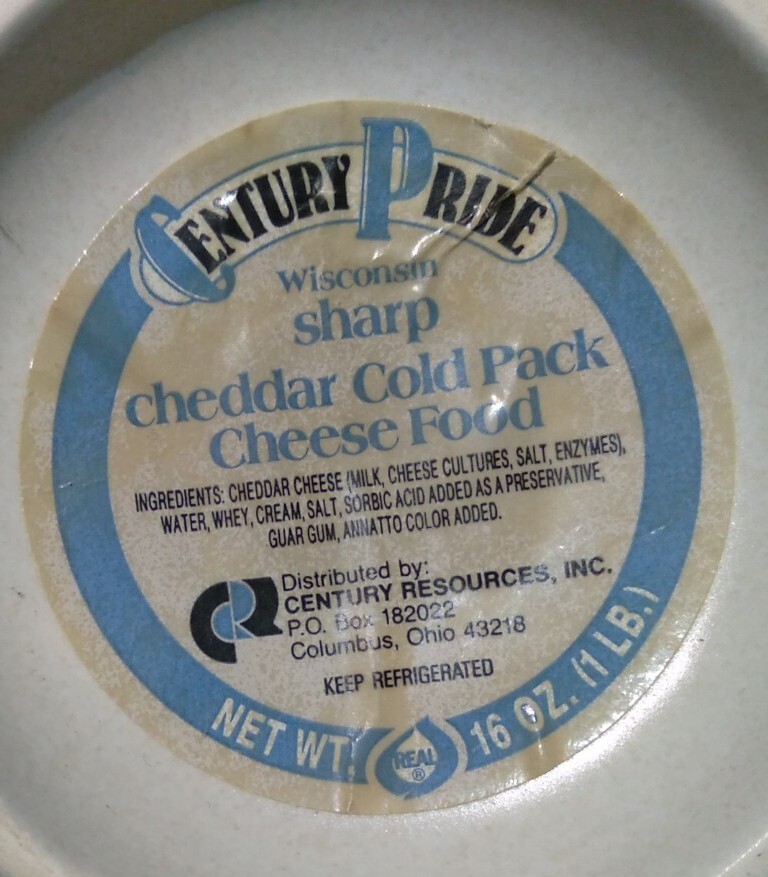 CENTURY PRIDE
Wisconsin
sharp
cheddar Cold Pack
Cheese Food
INGREDIENTS: CHEDDAR CHEESE (MILK, CHEESE CULTURES, SALT, ENZYMES),
WATER, WHEY, CREAM, SALT, SORBIC ACID ADDED AS A PRESERVATIVE,
GUAR GUM, ANNATTO COLOR ADDED.
Distributed by:
CENTURY RESOURCES, INC.
P.O. Box 182022
Columbus, Ohio 43218
KEEP REFRIGERATED
NET WT. 16 OZ. (1 LB.)
REAL ®